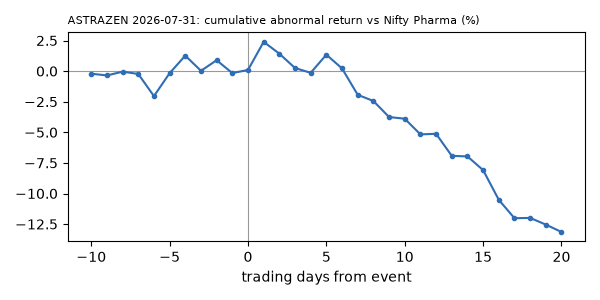 ASTRAZEN 2026-07-31: cumulative abnormal return vs Nifty Pharma (%)
2.5
0.0
−2.5
−5.0
−7.5
−10.0
−12.5
−10 −5 0 5 10 15 20
trading days from event